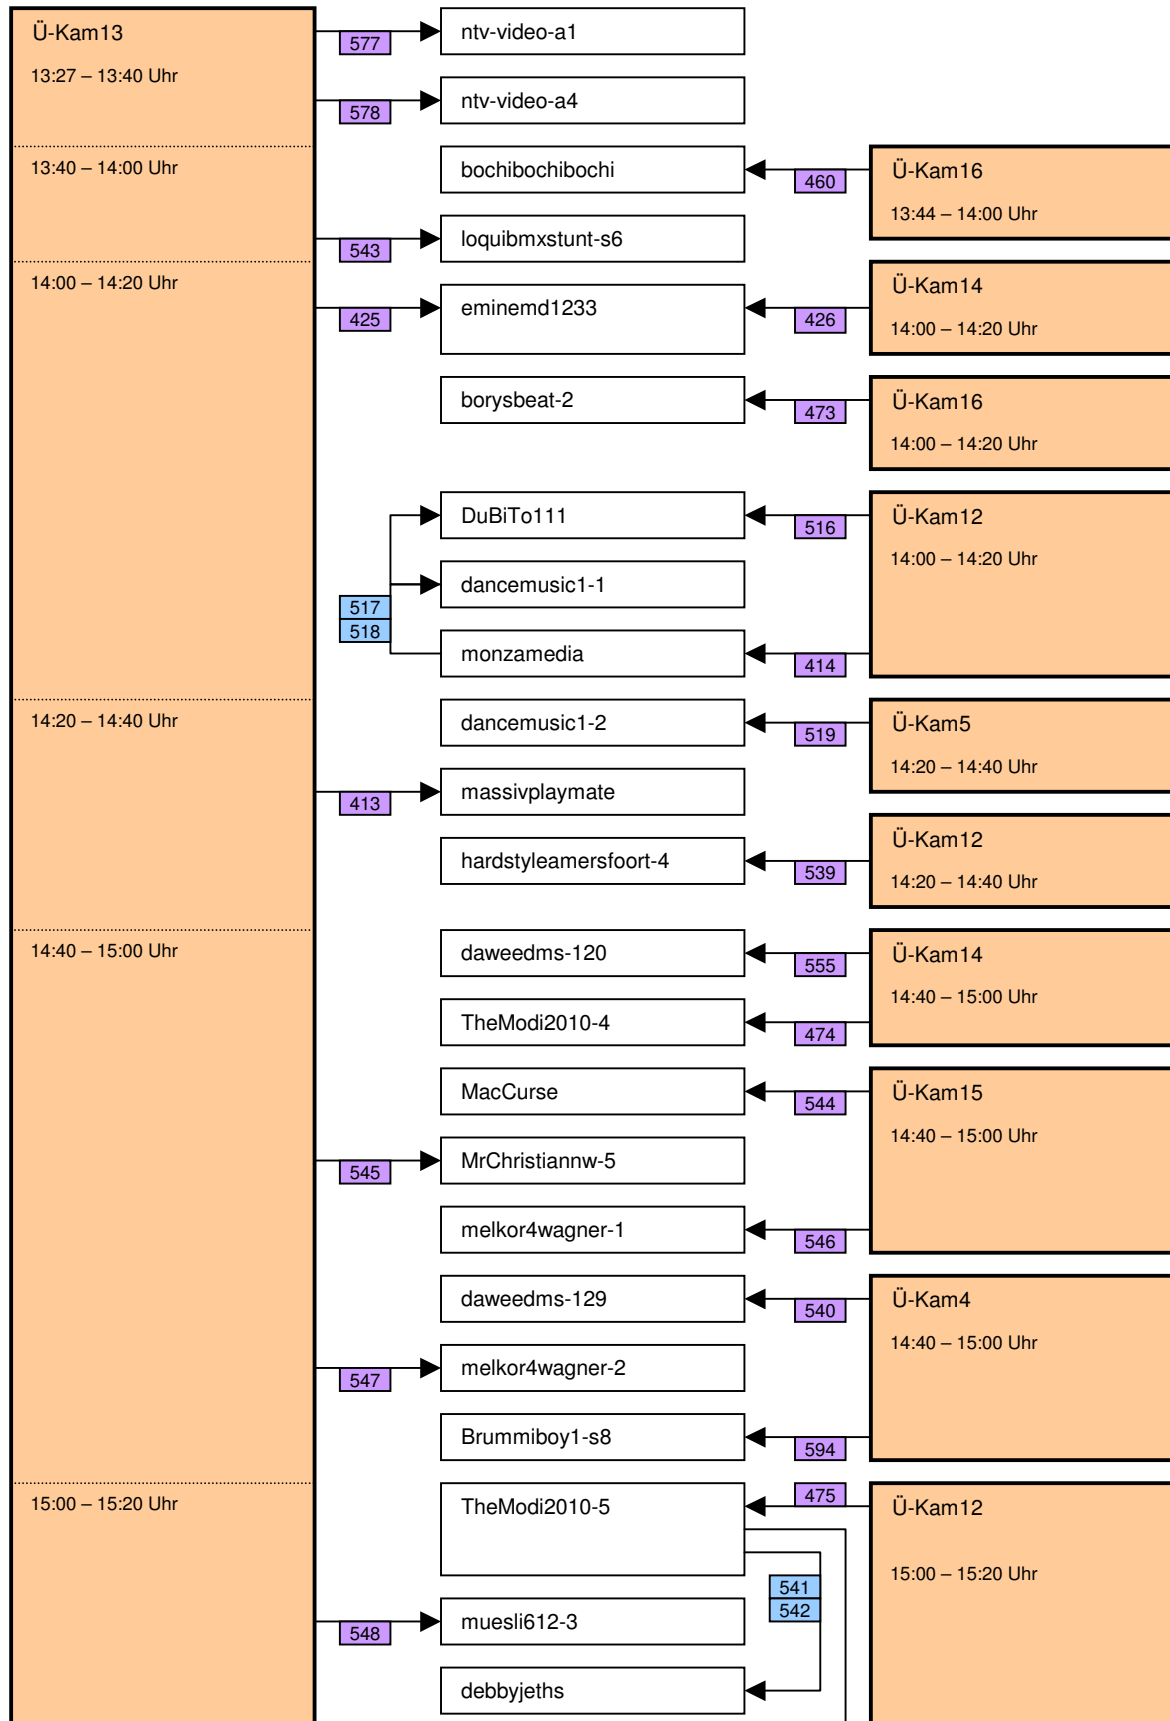 Ü-Kam13
13:27 – 13:40 Uhr
577
ntv-video-a1
578
ntv-video-a4
13:40 – 14:00 Uhr
bochibochibochi
460
Ü-Kam16
13:44 – 14:00 Uhr
543
loquibmxstunt-s6
14:00 – 14:20 Uhr
425
eminemd1233
426
Ü-Kam14
14:00 – 14:20 Uhr
borysbeat-2
473
Ü-Kam16
14:00 – 14:20 Uhr
DuBiTo111
516
Ü-Kam12
14:00 – 14:20 Uhr
dancemusic1-1
517
518
monzamedia
414
14:20 – 14:40 Uhr
dancemusic1-2
519
Ü-Kam5
14:20 – 14:40 Uhr
413
massivplaymate
hardstyleamersfoort-4
539
Ü-Kam12
14:20 – 14:40 Uhr
14:40 – 15:00 Uhr
daweedms-120
555
Ü-Kam14
14:40 – 15:00 Uhr
TheModi2010-4
474
MacCurse
544
Ü-Kam15
14:40 – 15:00 Uhr
545
MrChristiannw-5
melkor4wagner-1
546
daweedms-129
540
Ü-Kam4
14:40 – 15:00 Uhr
547
melkor4wagner-2
Brummiboy1-s8
594
15:00 – 15:20 Uhr
TheModi2010-5
475
Ü-Kam12
15:00 – 15:20 Uhr
541
542
548
muesli612-3
debbyjeths